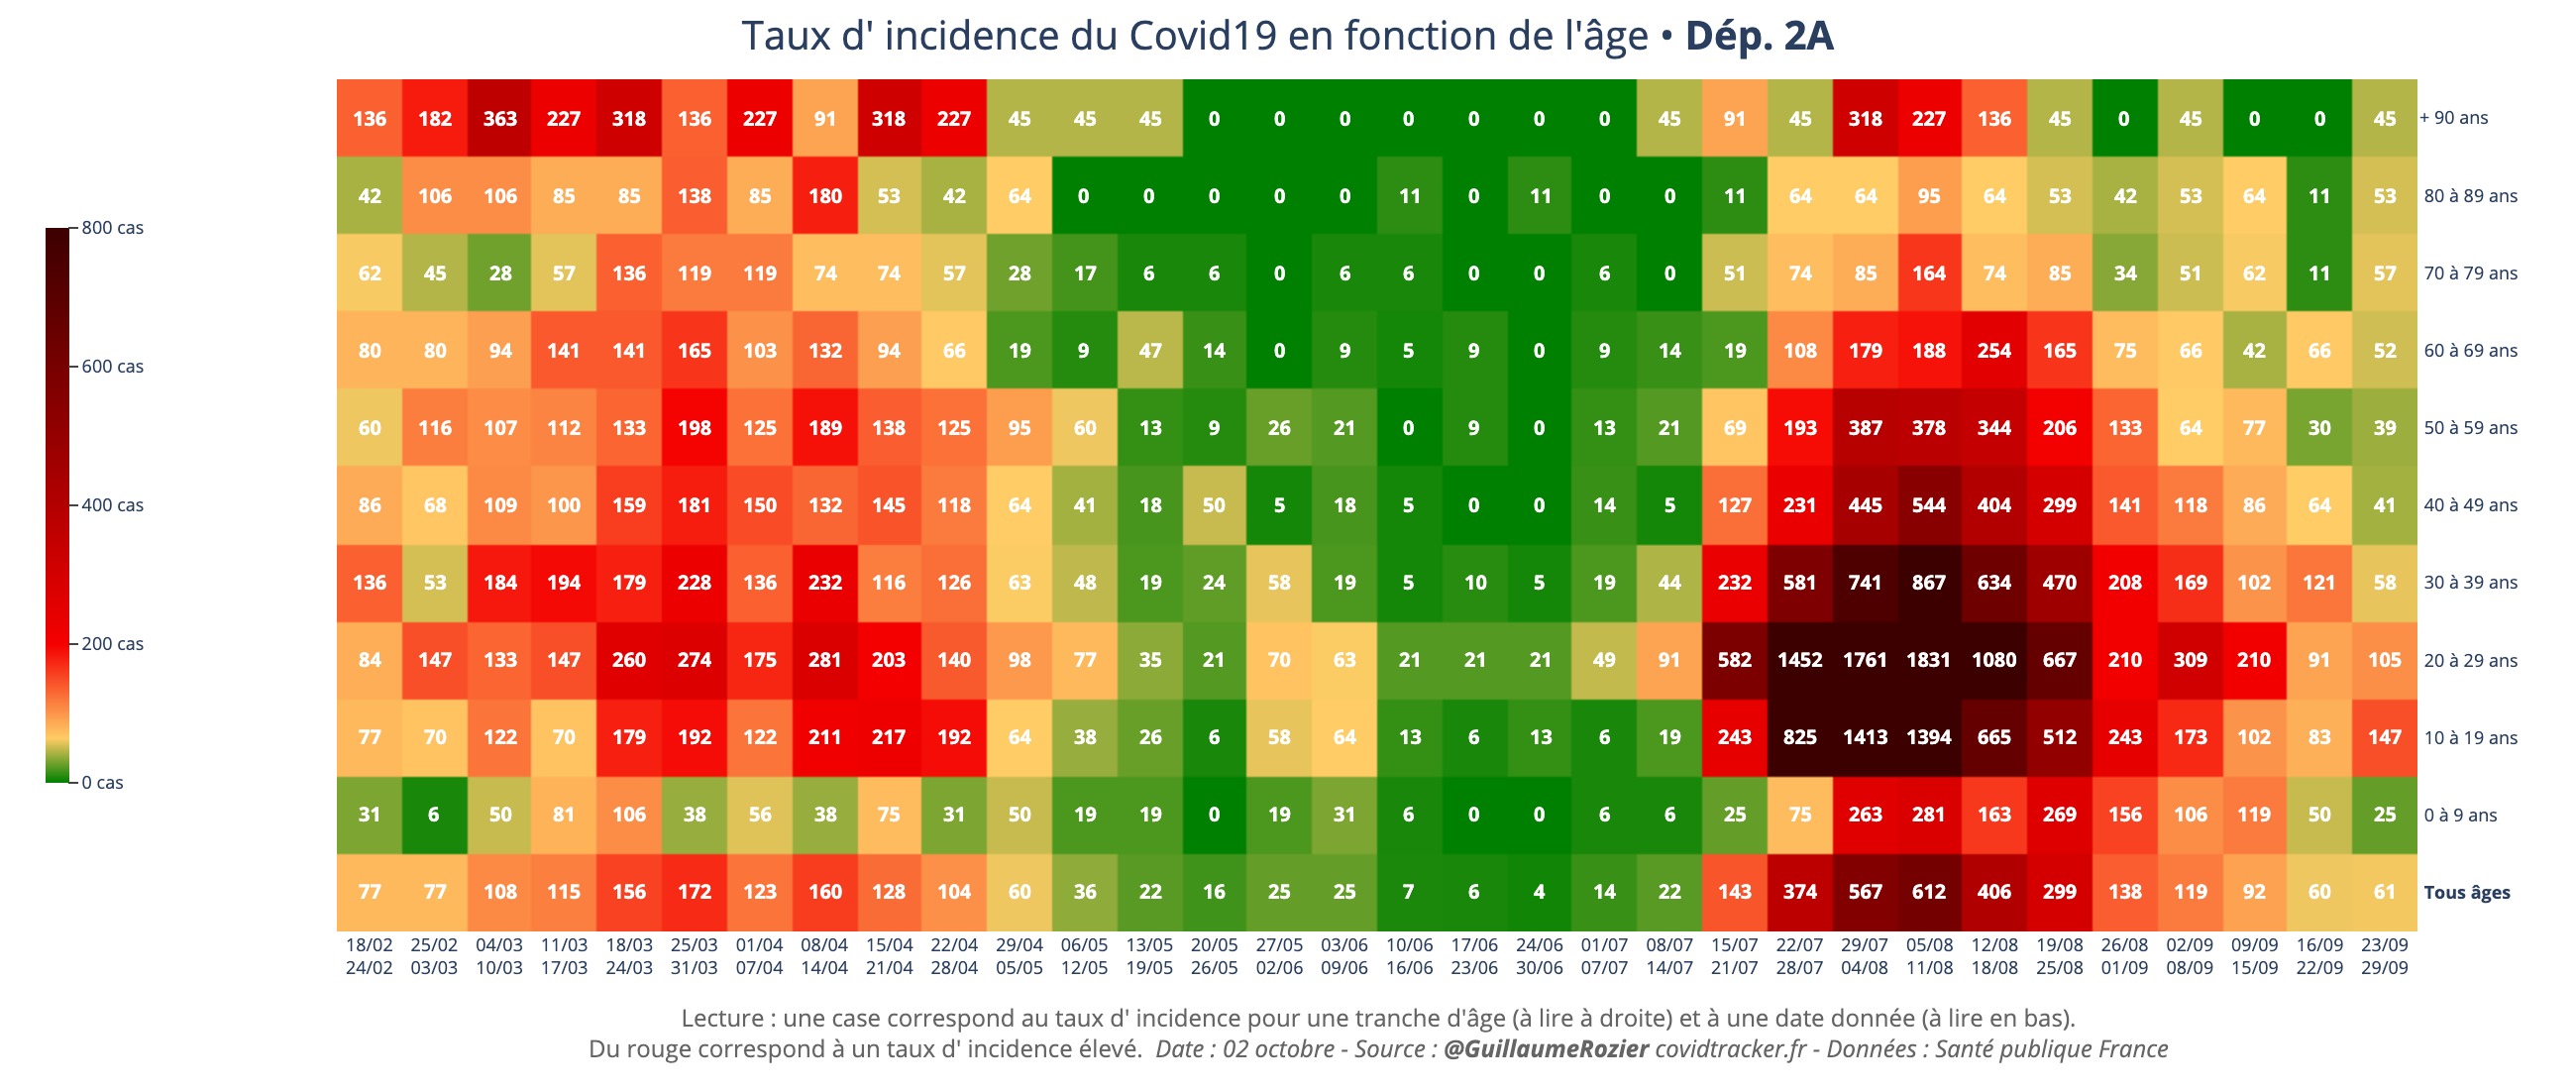 Taux d' incidence du Covid19 en fonction de l'âge • Dép. 2A
136 182 363 227 318 136 227 91 318 227 45 45 45 0 0 0 0 0 0 0 45 91 45 318 227 136 45 0 45 0 0 45 + 90 ans
42 106 106 85 85 138 85 180 53 42 64 0 0 0 0 0 11 0 11 0 0 11 64 64 95 64 53 42 53 64 11 53 80 à 89 ans
62 45 28 57 136 119 119 74 74 57 28 17 6 6 0 6 6 0 0 6 0 51 74 85 164 74 85 34 51 62 11 57 70 à 79 ans
80 80 94 141 141 165 103 132 94 66 19 9 47 14 0 9 5 9 0 9 14 19 108 179 188 254 165 75 66 42 66 52 60 à 69 ans
60 116 107 112 133 198 125 189 138 125 95 60 13 9 26 21 0 9 0 13 21 69 193 387 378 344 206 133 64 77 30 39 50 à 59 ans
86 68 109 100 159 181 150 132 145 118 64 41 18 50 5 18 5 0 0 14 5 127 231 445 544 404 299 141 118 86 64 41 40 à 49 ans
136 53 184 194 179 228 136 232 116 126 63 48 19 24 58 19 5 10 5 19 44 232 581 741 867 634 470 208 169 102 121 58 30 à 39 ans
84 147 133 147 260 274 175 281 203 140 98 77 35 21 70 63 21 21 21 49 91 582 1452 1761 1831 1080 667 210 309 210 91 105 20 à 29 ans
77 70 122 70 179 192 122 211 217 192 64 38 26 6 58 64 13 6 13 6 19 243 825 1413 1394 665 512 243 173 102 83 147 10 à 19 ans
31 6 50 81 106 38 56 38 75 31 50 19 19 0 19 31 6 0 0 6 6 25 75 263 281 163 269 156 106 119 50 25 0 à 9 ans
77 77 108 115 156 172 123 160 128 104 60 36 22 16 25 25 7 6 4 14 22 143 374 567 612 406 299 138 119 92 60 61 Tous âges
18/02 25/02 04/03 11/03 18/03 25/03 01/04 08/04 15/04 22/04 29/04 06/05 13/05 20/05 27/05 03/06 10/06 17/06 24/06 01/07 08/07 15/07 22/07 29/07 05/08 12/08 19/08 26/08 02/09 09/09 16/09 23/09
24/02 03/03 10/03 17/03 24/03 31/03 07/04 14/04 21/04 28/04 05/05 12/05 19/05 26/05 02/06 09/06 16/06 23/06 30/06 07/07 14/07 21/07 28/07 04/08 11/08 18/08 25/08 01/09 08/09 15/09 22/09 29/09
800 cas
600 cas
400 cas
200 cas
0 cas
Lecture : une case correspond au taux d' incidence pour une tranche d'âge (à lire à droite) et à une date donnée (à lire en bas).
Du rouge correspond à un taux d' incidence élevé. Date : 02 octobre - Source : @GuillaumeRozier covidtracker.fr - Données : Santé publique France